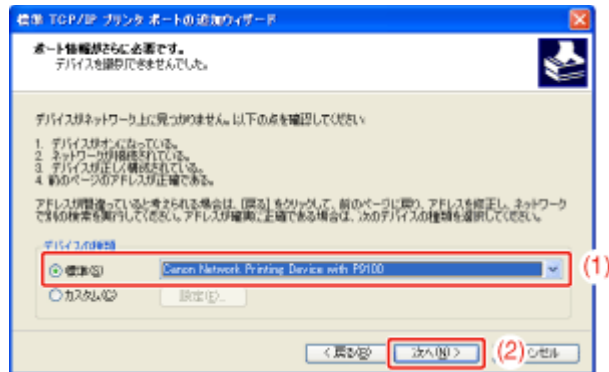 標準 TCP/IP プリンタ ポートの追加ウィザード
ポート情報がさらに必要です。
デバイスを識別できませんでした。
デバイスがネットワーク上に見つかりません。以下の点を確認してください:
1. デバイスがオンになっている。
2. ネットワークが接続されている。
3. デバイスが正しく構成されている。
4. 前のページのアドレスが正確である。
アドレスが間違っていると考えられる場合は、[戻る] をクリックして、前のページに戻り、アドレスを修正し、ネットワーク
で別の検索を実行してください。アドレスが確実に正確である場合は、次のデバイスの種類を選択してください。
デバイスの種類
標準(S) Canon Network Printing Device with P9100 (1)
カスタム(C) 設定(E)...
< 戻る(B) 次へ(N) > (2) ンセル